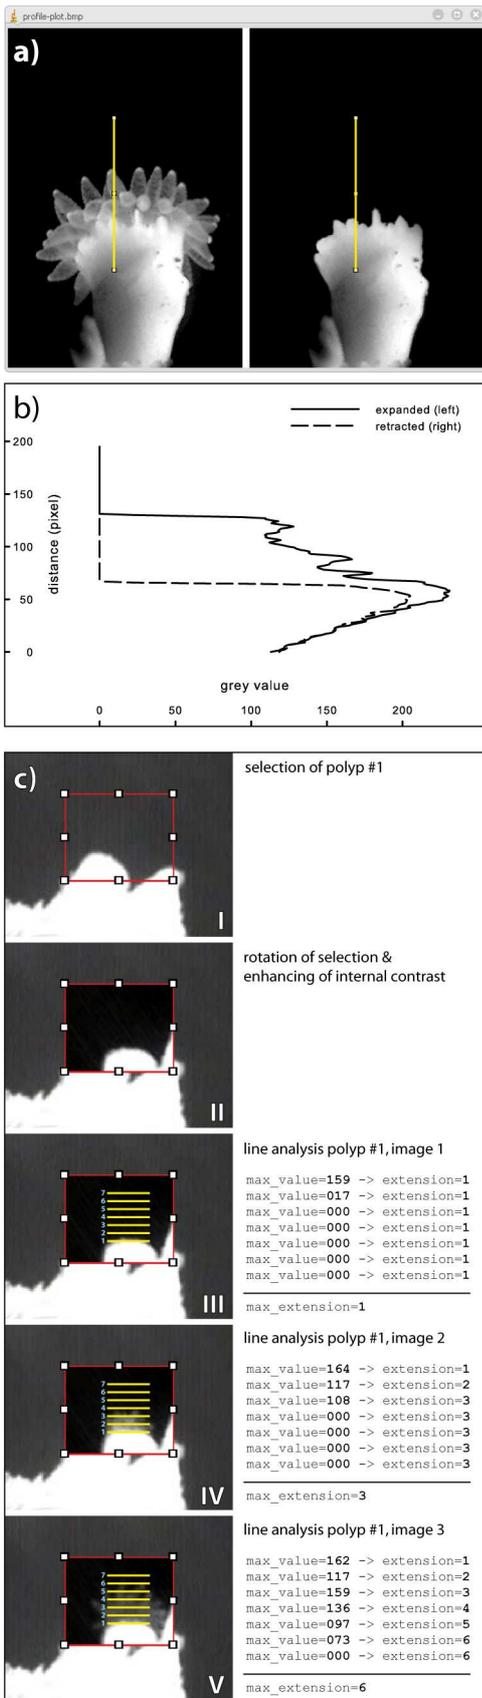 profile-plot.bmp
a)
b)
expanded (left)
retracted (right)
200
150
100
50
0
distance (pixel)
grey value
0
50
100
150
200
c)
selection of polyp #1
I
rotation of selection &
enhancing of internal contrast
II
line analysis polyp #1, image 1
7
6
5
4
3
2
1
max_value=159 -> extension=1
max_value=017 -> extension=1
max_value=000 -> extension=1
max_value=000 -> extension=1
max_value=000 -> extension=1
max_value=000 -> extension=1
max_value=000 -> extension=1
max_extension=1
III
line analysis polyp #1, image 2
7
6
5
4
3
2
1
max_value=164 -> extension=1
max_value=117 -> extension=2
max_value=108 -> extension=3
max_value=000 -> extension=3
max_value=000 -> extension=3
max_value=000 -> extension=3
max_value=000 -> extension=3
max_extension=3
IV
line analysis polyp #1, image 3
7
6
5
4
3
2
1
max_value=162 -> extension=1
max_value=117 -> extension=2
max_value=159 -> extension=3
max_value=136 -> extension=4
max_value=097 -> extension=5
max_value=073 -> extension=6
max_value=000 -> extension=6
max_extension=6
V